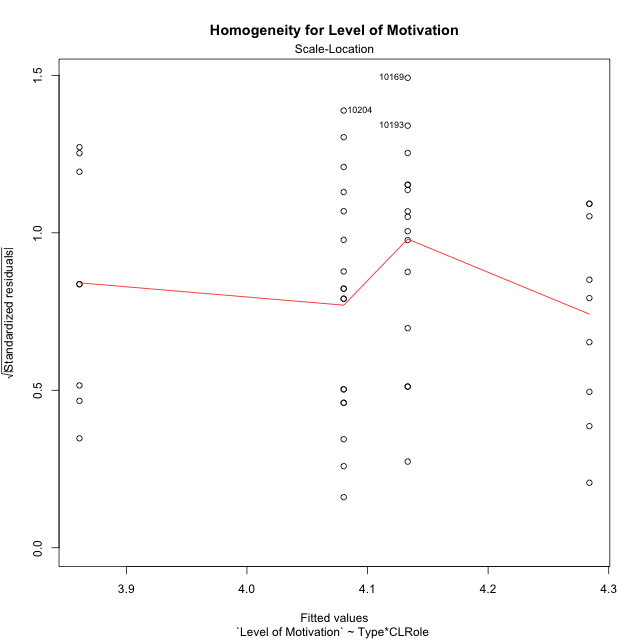 Homogeneity for Level of Motivation
Scale-Location
1.5
1.0
0.5
0.0
√|Standardized residuals|
10169
10204
10193
3.9
4.0
4.1
4.2
4.3
Fitted values
`Level of Motivation` ~ Type*CLRole